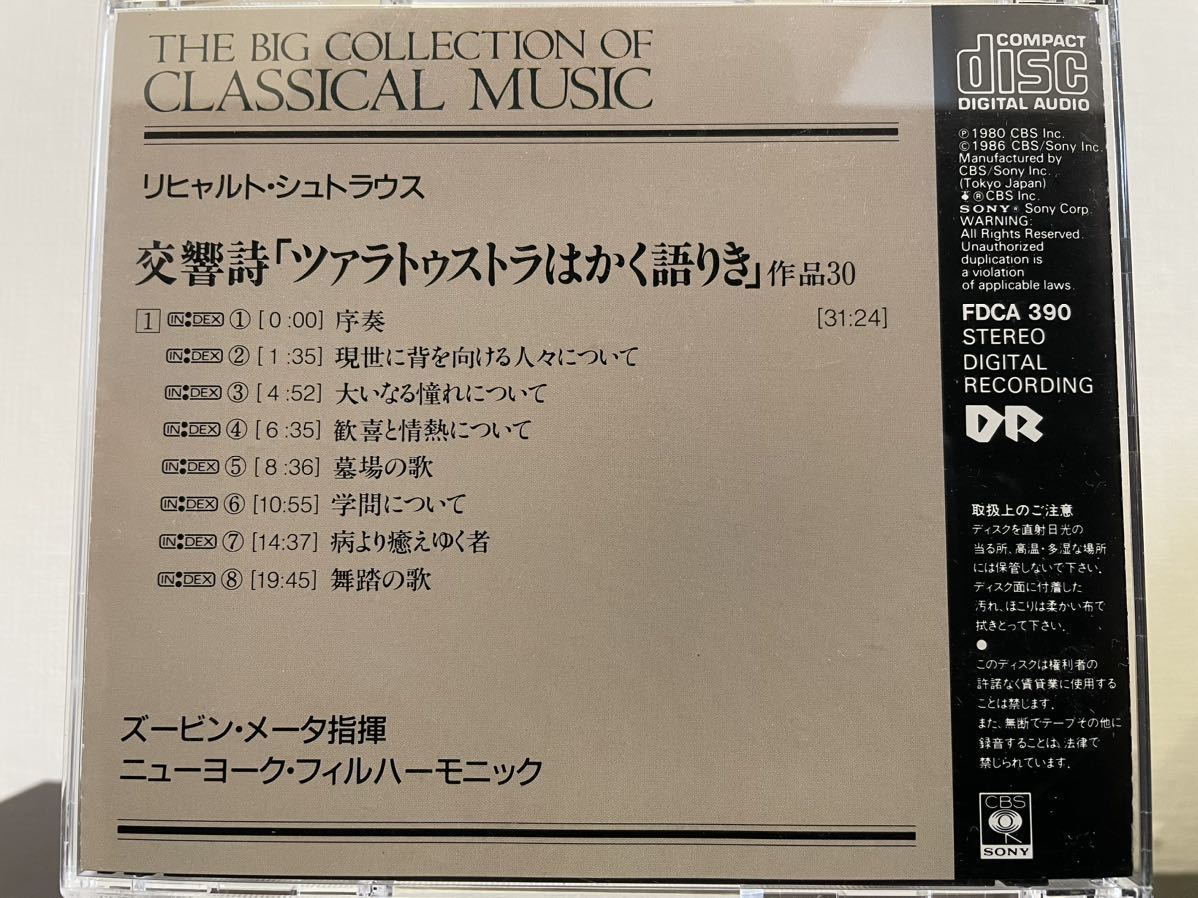 THE BIG COLLECTION OF
CLASSICAL MUSIC
リヒャルト・シュトラウス
交響詩「ツァラトゥストラはかく語りき」作品30
1 INDEX ① [0:00] 序奏 [31:24]
INDEX ② [1:35] 現世に背を向ける人々について
INDEX ③ [4:52] 大いなる憧れについて
INDEX ④ [6:35] 歓喜と情熱について
INDEX ⑤ [8:36] 墓場の歌
INDEX ⑥ [10:55] 学問について
INDEX ⑦ [14:37] 病より癒えゆく者
INDEX ⑧ [19:45] 舞踏の歌
ズービン・メータ指揮
ニューヨーク・フィルハーモニック
COMPACT
disc
DIGITAL AUDIO
℗1980 CBS Inc.
©1986 CBS/Sony Inc.
Manufactured by
CBS/Sony Inc.
(Tokyo Japan)
®CBS Inc.
SONY® Sony Corp.
WARNING:
All Rights Reserved.
Unauthorized
duplication is
a violation
of applicable laws.
FDCA 390
STEREO
DIGITAL
RECORDING
DR
取扱上のご注意
ディスクを直射日光の
当る所、高温・多湿な場所
には保管しないで下さい。
ディスク面に付着した
汚れ、ほこりは柔かい布で
拭きとって下さい。
●
このディスクは権利者の
許諾なく賃貸業に使用する
ことは禁じます。
また、無断でテープその他に
録音することは、法律で
禁じられています。
CBS
SONY